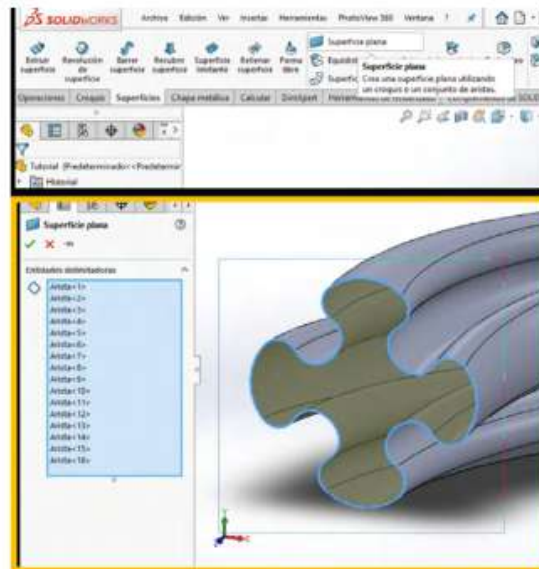 SOLIDWORKS Archivo Edición Ver Insertar Herramientas PhotoView 360 Ventana ?
Extruir superficie
Revolución de superficie
Barrer superficie
Recubrir superficie
Superficie limitante
Rellenar superficie
Forma libre
Superficie plana
Superficie plana
Crea una superficie plana utilizando
un croquis o un conjunto de aristas.
Operaciones Croquis Superficies Chapa metálica Calcular DimXpert
Tutorial (Predeterminado<<Predeterminar
Historial
Superficie plana
Entidades delimitadoras
Arista<1>
Arista<2>
Arista<3>
Arista<4>
Arista<5>
Arista<6>
Arista<7>
Arista<8>
Arista<9>
Arista<10>
Arista<11>
Arista<12>
Arista<13>
Arista<14>
Arista<15>
Arista<16>